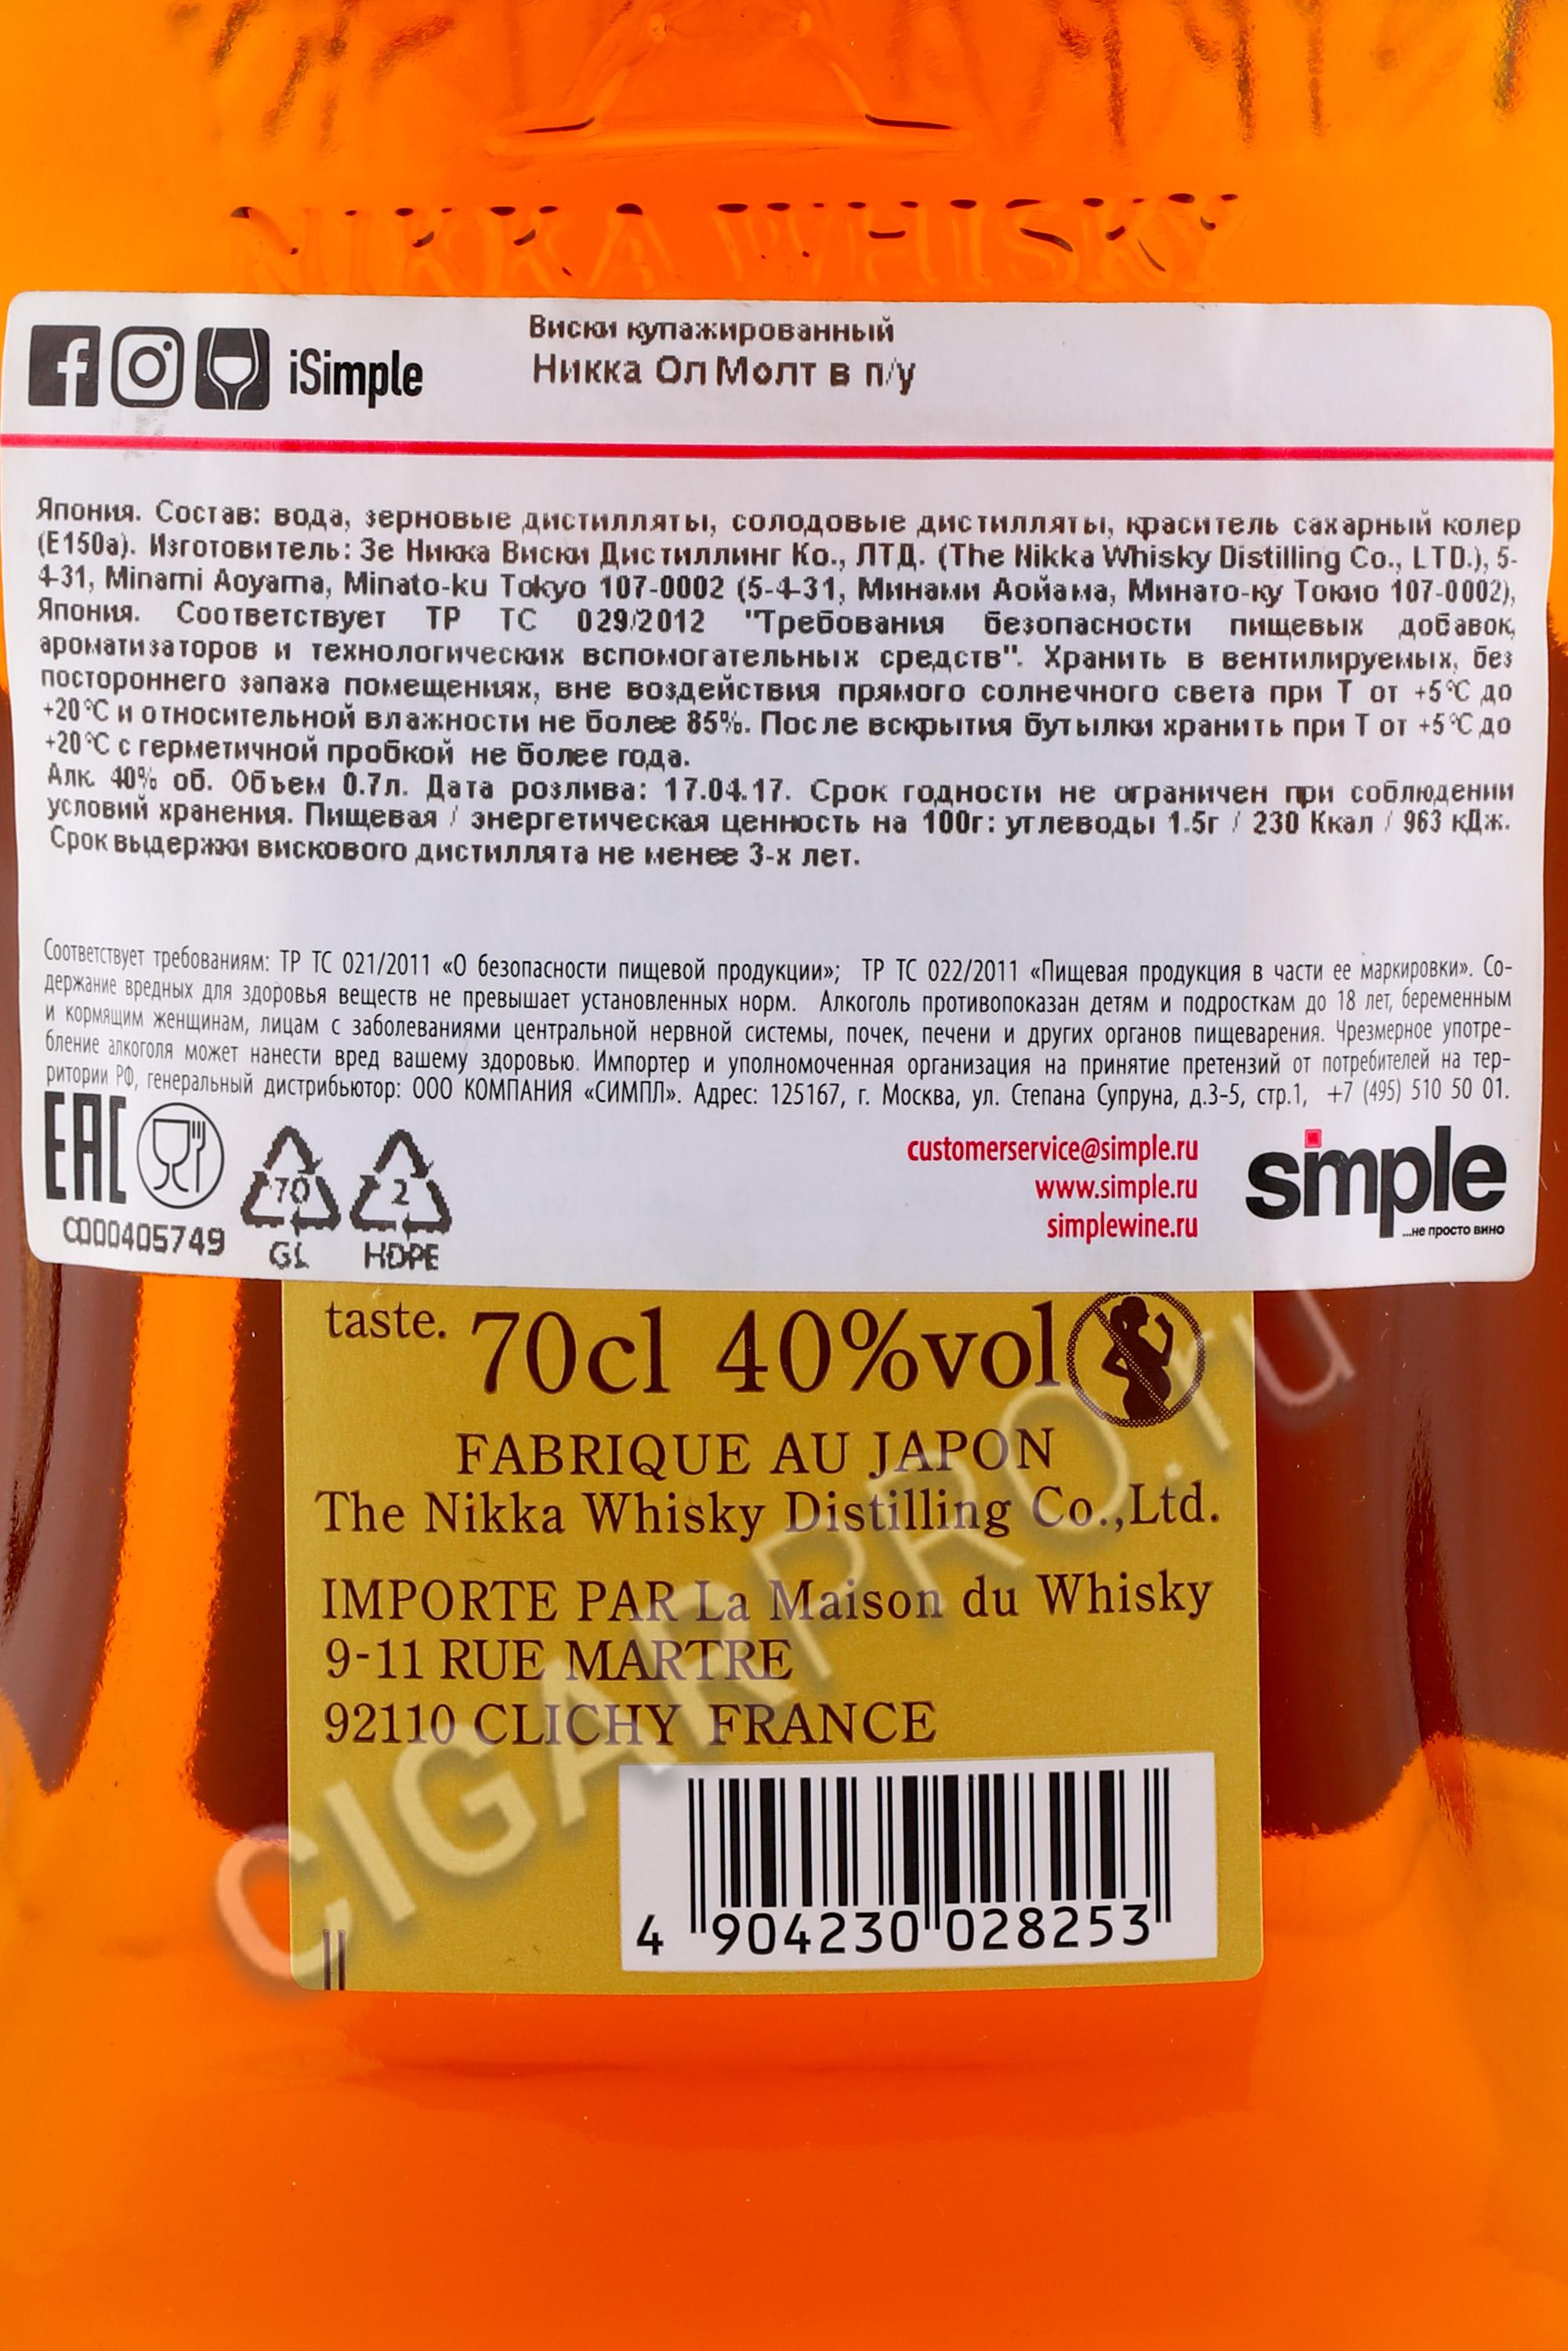 NIKKA WHISKY
iSimple
Виски купажированный
Никка Ол Молт в п/у
Япония. Состав: вода, зерновые дистилляты, солодовые дистилляты, краситель сахарный колер
(Е150а). Изготовитель: Зе Никка Виски Дистиллинг Ко., ЛТД. (The Nikka Whisky Distilling Co., LTD.), 5-
4-31, Minami Aoyama, Minato-ku Tokyo 107-0002 (5-4-31, Минами Аойама, Минато-ку Токио 107-0002),
Япония. Соответствует ТР ТС 029/2012 "Требования безопасности пищевых добавок,
ароматизаторов и технологических вспомогательных средств". Хранить в вентилируемых, без
постороннего запаха помещениях, вне воздействия прямого солнечного света при Т от +5°С до
+20°С и относительной влажности не более 85%. После вскрытия бутылки хранить при Т от +5°С до
+20°С с герметичной пробкой не более года.
Алк. 40% об. Объем 0.7л. Дата розлива: 17.04.17. Срок годности не ограничен при соблюдении
условий хранения. Пищевая / энергетическая ценность на 100г: углеводы 1.5г / 230 Ккал / 963 кДж.
Срок выдержки вискового дистиллята не менее 3-х лет.
Соответствует требованиям: ТР ТС 021/2011 «О безопасности пищевой продукции»; ТР ТС 022/2011 «Пищевая продукция в части ее маркировки». Со-
держание вредных для здоровья веществ не превышает установленных норм. Алкоголь противопоказан детям и подросткам до 18 лет, беременным
и кормящим женщинам, лицам с заболеваниями центральной нервной системы, почек, печени и других органов пищеварения. Чрезмерное употре-
бление алкоголя может нанести вред вашему здоровью. Импортер и уполномоченная организация на принятие претензий от потребителей на тер-
ритории РФ, генеральный дистрибьютор: ООО КОМПАНИЯ «СИМПЛ». Адрес: 125167, г. Москва, ул. Степана Супруна, д.3-5, стр.1, +7 (495) 510 50 01.
EAC
70
2
C000405749
GL
HDPE
customerservice@simple.ru
www.simple.ru
simplewine.ru
simple
...не просто вино
taste. 70cl 40%vol
FABRIQUE AU JAPON
The Nikka Whisky Distilling Co.,Ltd.
IMPORTE PAR La Maison du Whisky
9-11 RUE MARTRE
92110 CLICHY FRANCE
4 904230 028253
CIGARPRO.ru